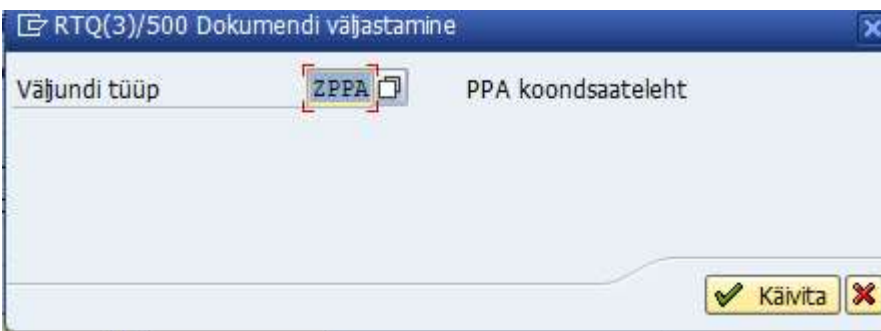 RTQ(3)/500 Dokumendi väljastamine
Väljundi tüüp ZPPA PPA koondsaateleht
Käivita